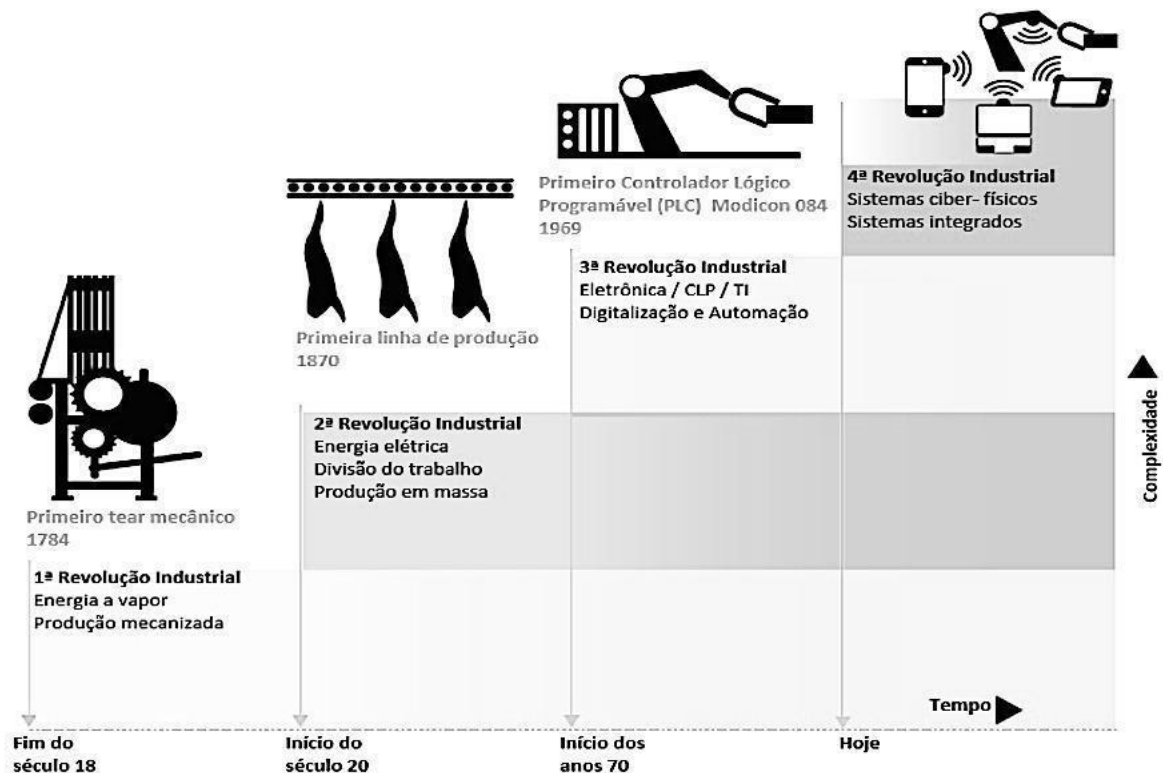 Primeiro Controlador Lógico
Programável (PLC) Modicon 084
1969
4ª Revolução Industrial
Sistemas ciber- físicos
Sistemas integrados
3ª Revolução Industrial
Eletrônica / CLP / TI
Digitalização e Automação
Primeira linha de produção
1870
2ª Revolução Industrial
Energia elétrica
Divisão do trabalho
Produção em massa
Primeiro tear mecânico
1784
1ª Revolução Industrial
Energia a vapor
Produção mecanizada
Complexidade
Tempo
Fim do
século 18
Início do
século 20
Início dos
anos 70
Hoje